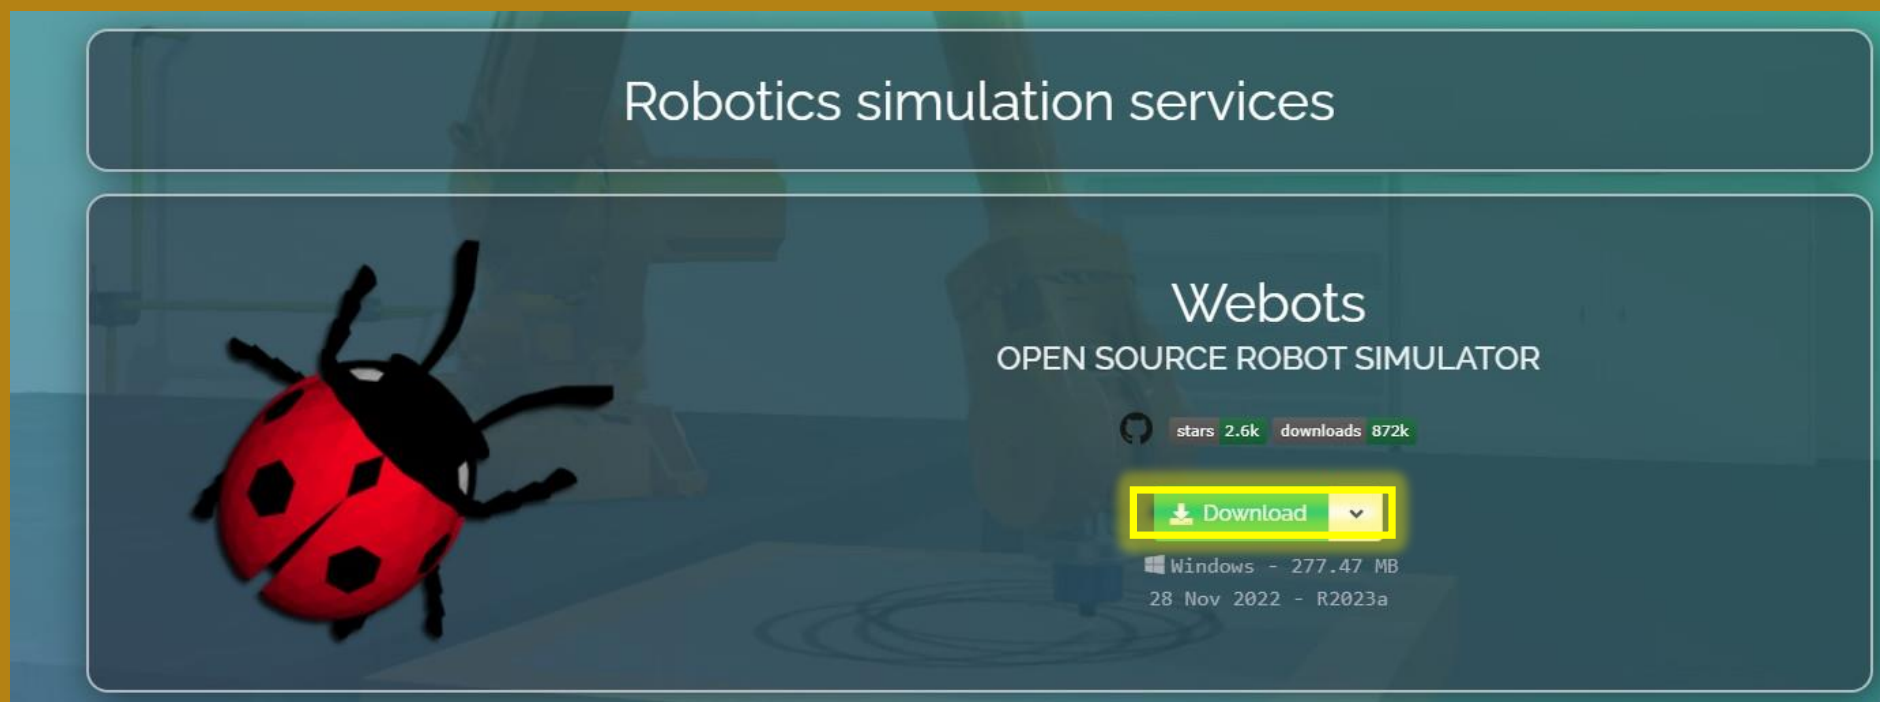 Robotics simulation services
Webots
OPEN SOURCE ROBOT SIMULATOR
stars 2.6k downloads 872k
Download
Windows - 277.47 MB
28 Nov 2022 - R2023a